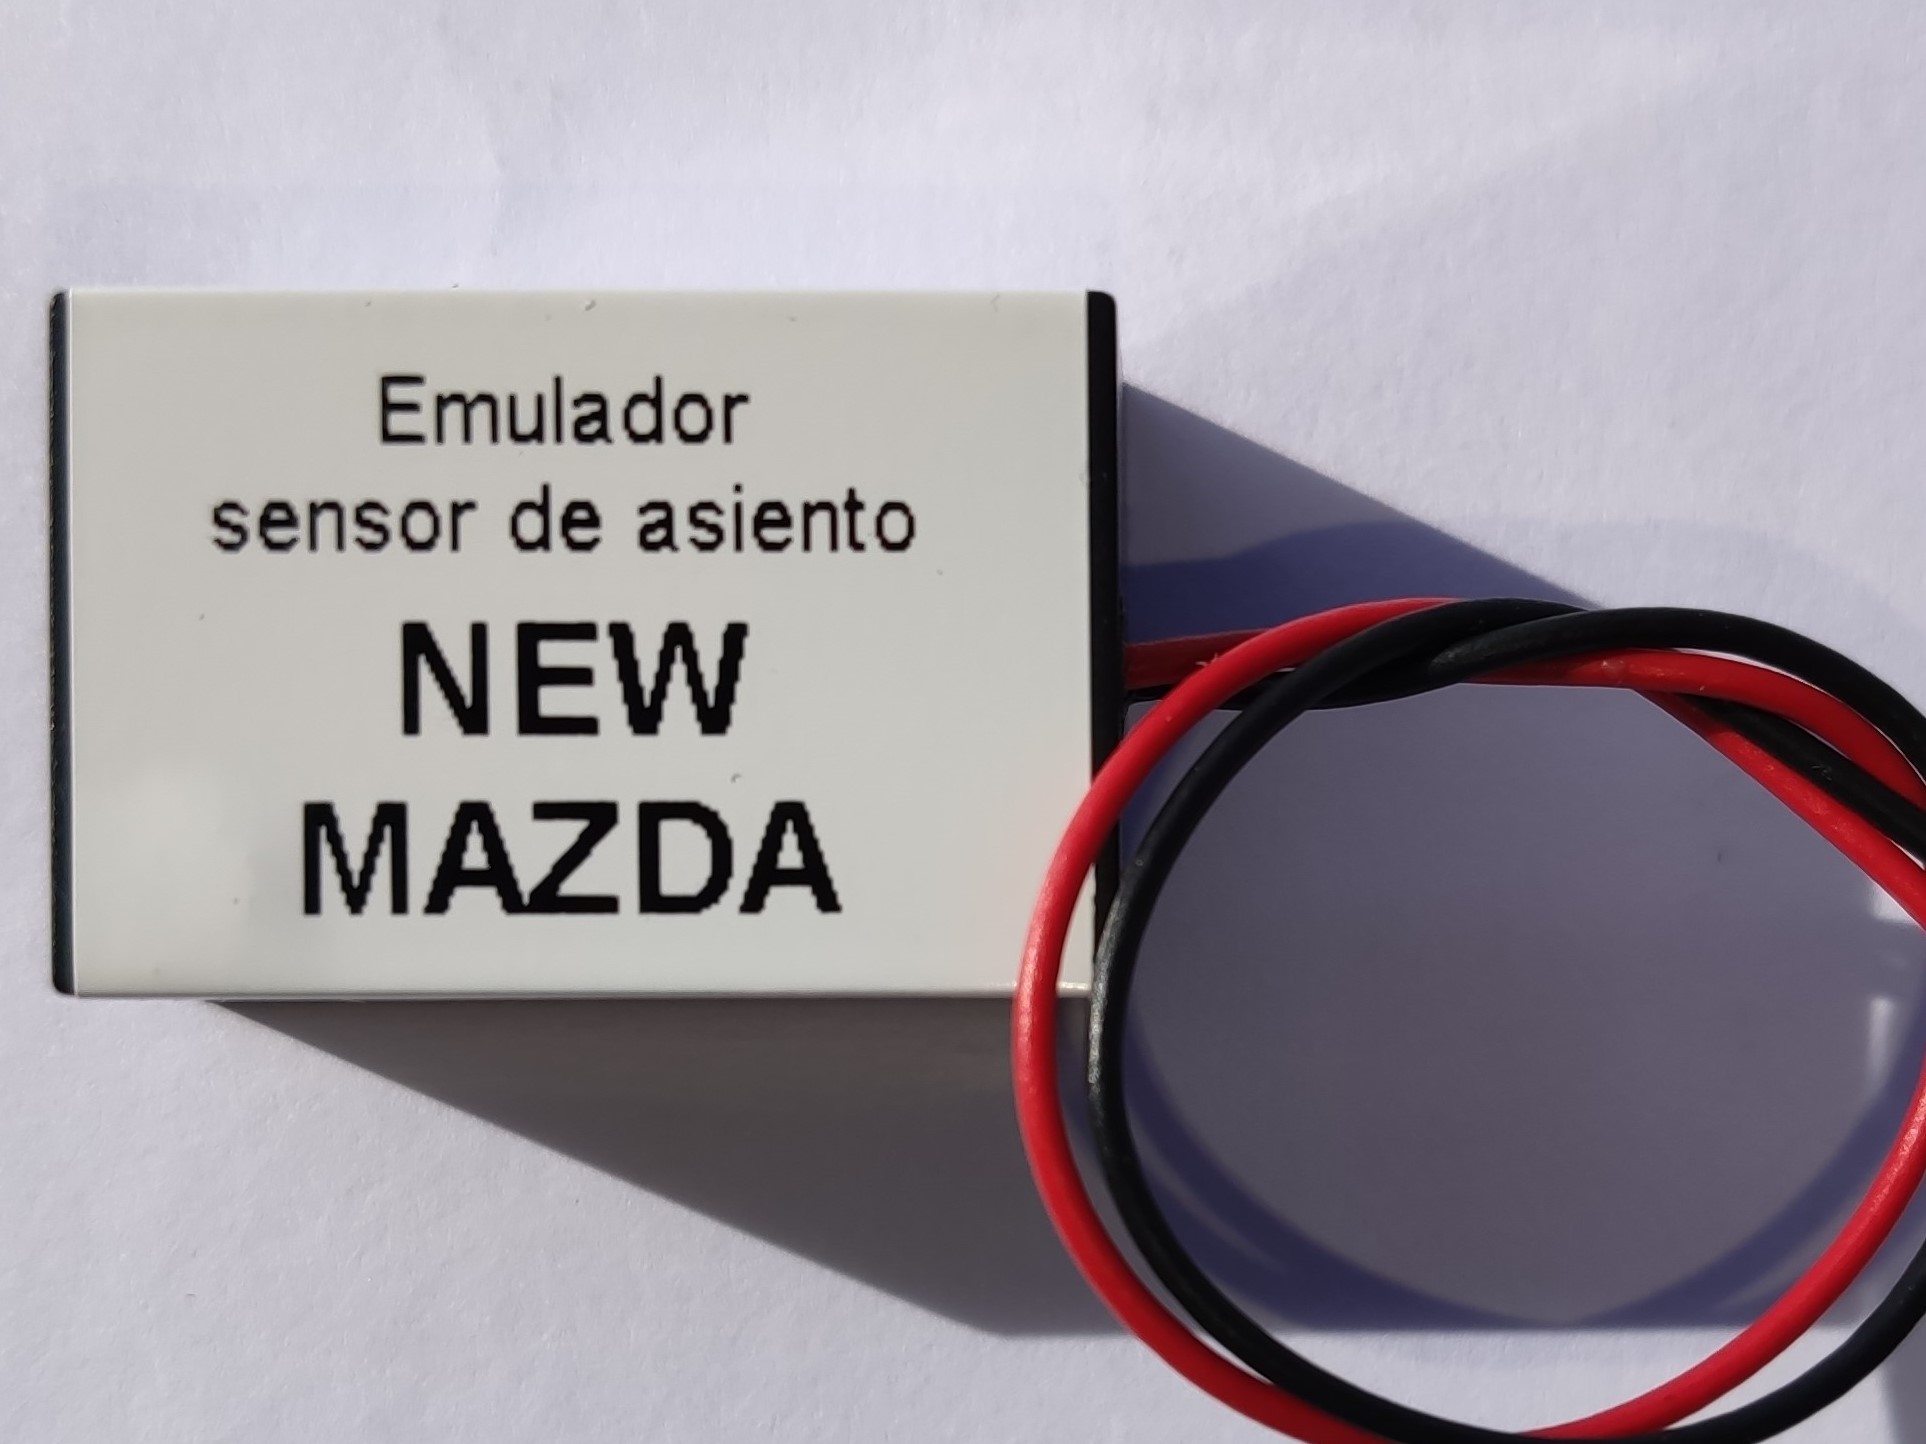 Emulador
sensor de asiento
NEW
MAZDA